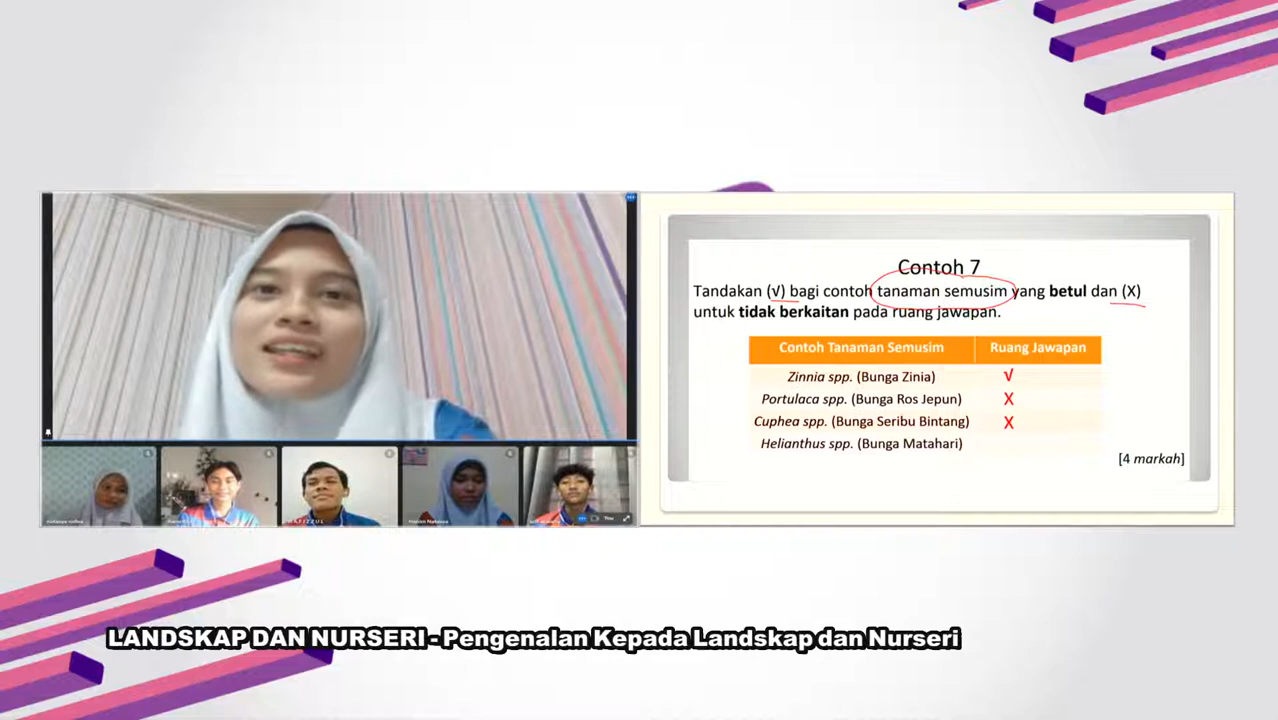 Contoh 7
Tandakan (√) bagi contoh tanaman semusim yang betul dan (X)
untuk tidak berkaitan pada ruang jawapan.
Contoh Tanaman Semusim Ruang Jawapan
Zinnia spp. (Bunga Zinia) √
Portulaca spp. (Bunga Ros Jepun) X
Cuphea spp. (Bunga Seribu Bintang) X
Helianthus spp. (Bunga Matahari)
[4 markah]
LANDSKAP DAN NURSERI - Pengenalan Kepada Landskap dan Nurseri